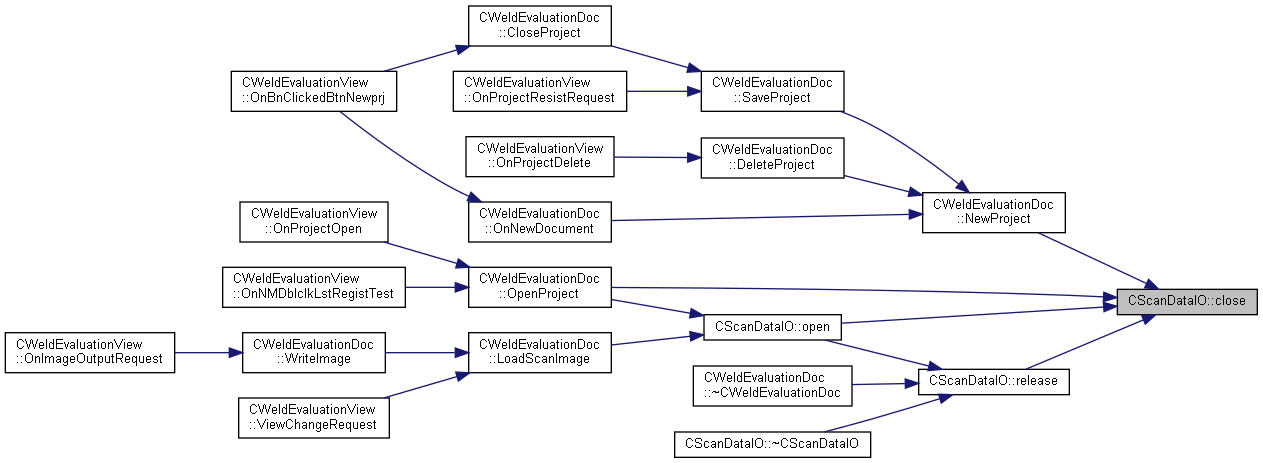 CWeldEvaluationDoc
::CloseProject
CWeldEvaluationView
::OnBnClickedBtnNewprj
CWeldEvaluationView
::OnProjectResistRequest
CWeldEvaluationDoc
::SaveProject
CWeldEvaluationView
::OnProjectDelete
CWeldEvaluationDoc
::DeleteProject
CWeldEvaluationView
::OnProjectOpen
CWeldEvaluationDoc
::OnNewDocument
CWeldEvaluationDoc
::NewProject
CWeldEvaluationView
::OnNMDblclkLstRegistTest
CWeldEvaluationDoc
::OpenProject
CScanDataIO::close
CScanDataIO::open
CWeldEvaluationView
::OnImageOutputRequest
CWeldEvaluationDoc
::WriteImage
CWeldEvaluationDoc
::LoadScanImage
CWeldEvaluationDoc
::~CWeldEvaluationDoc
CScanDataIO::release
CWeldEvaluationView
::ViewChangeRequest
CScanDataIO::~CScanDataIO